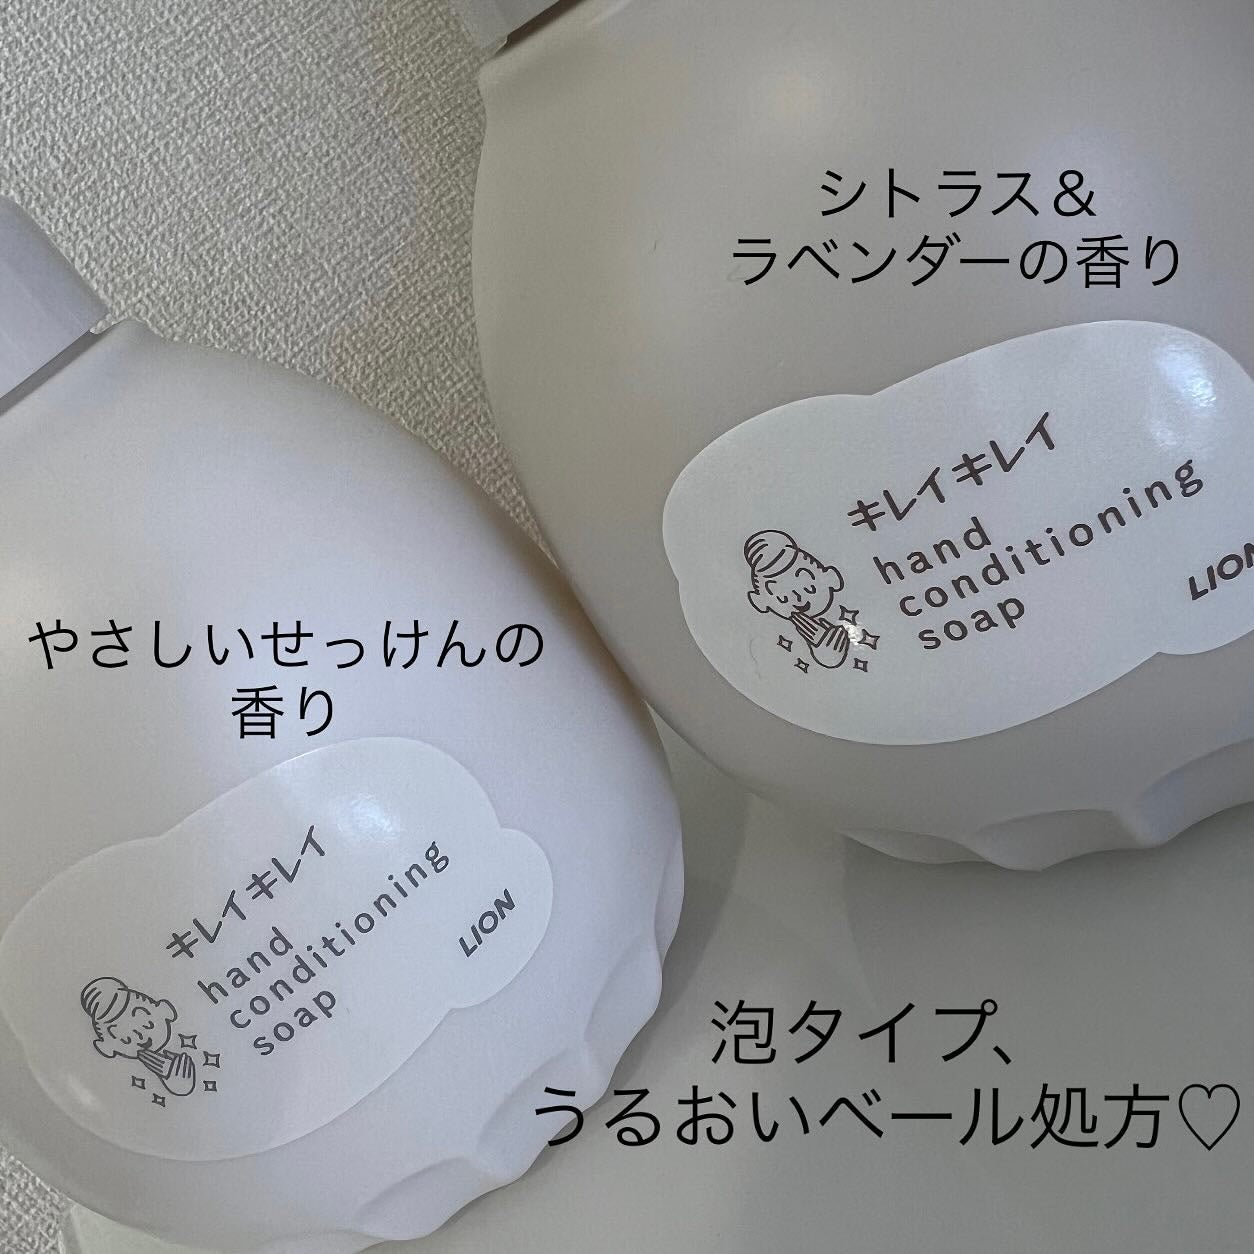 シトラス&
ラベンダーの香り
キレイキレイ
hand
conditioning
soap
LION
やさしいせっけんの
香り
キレイキレイ
hand
conditioning
soap
LION
泡タイプ、
うるおいベール処方♡